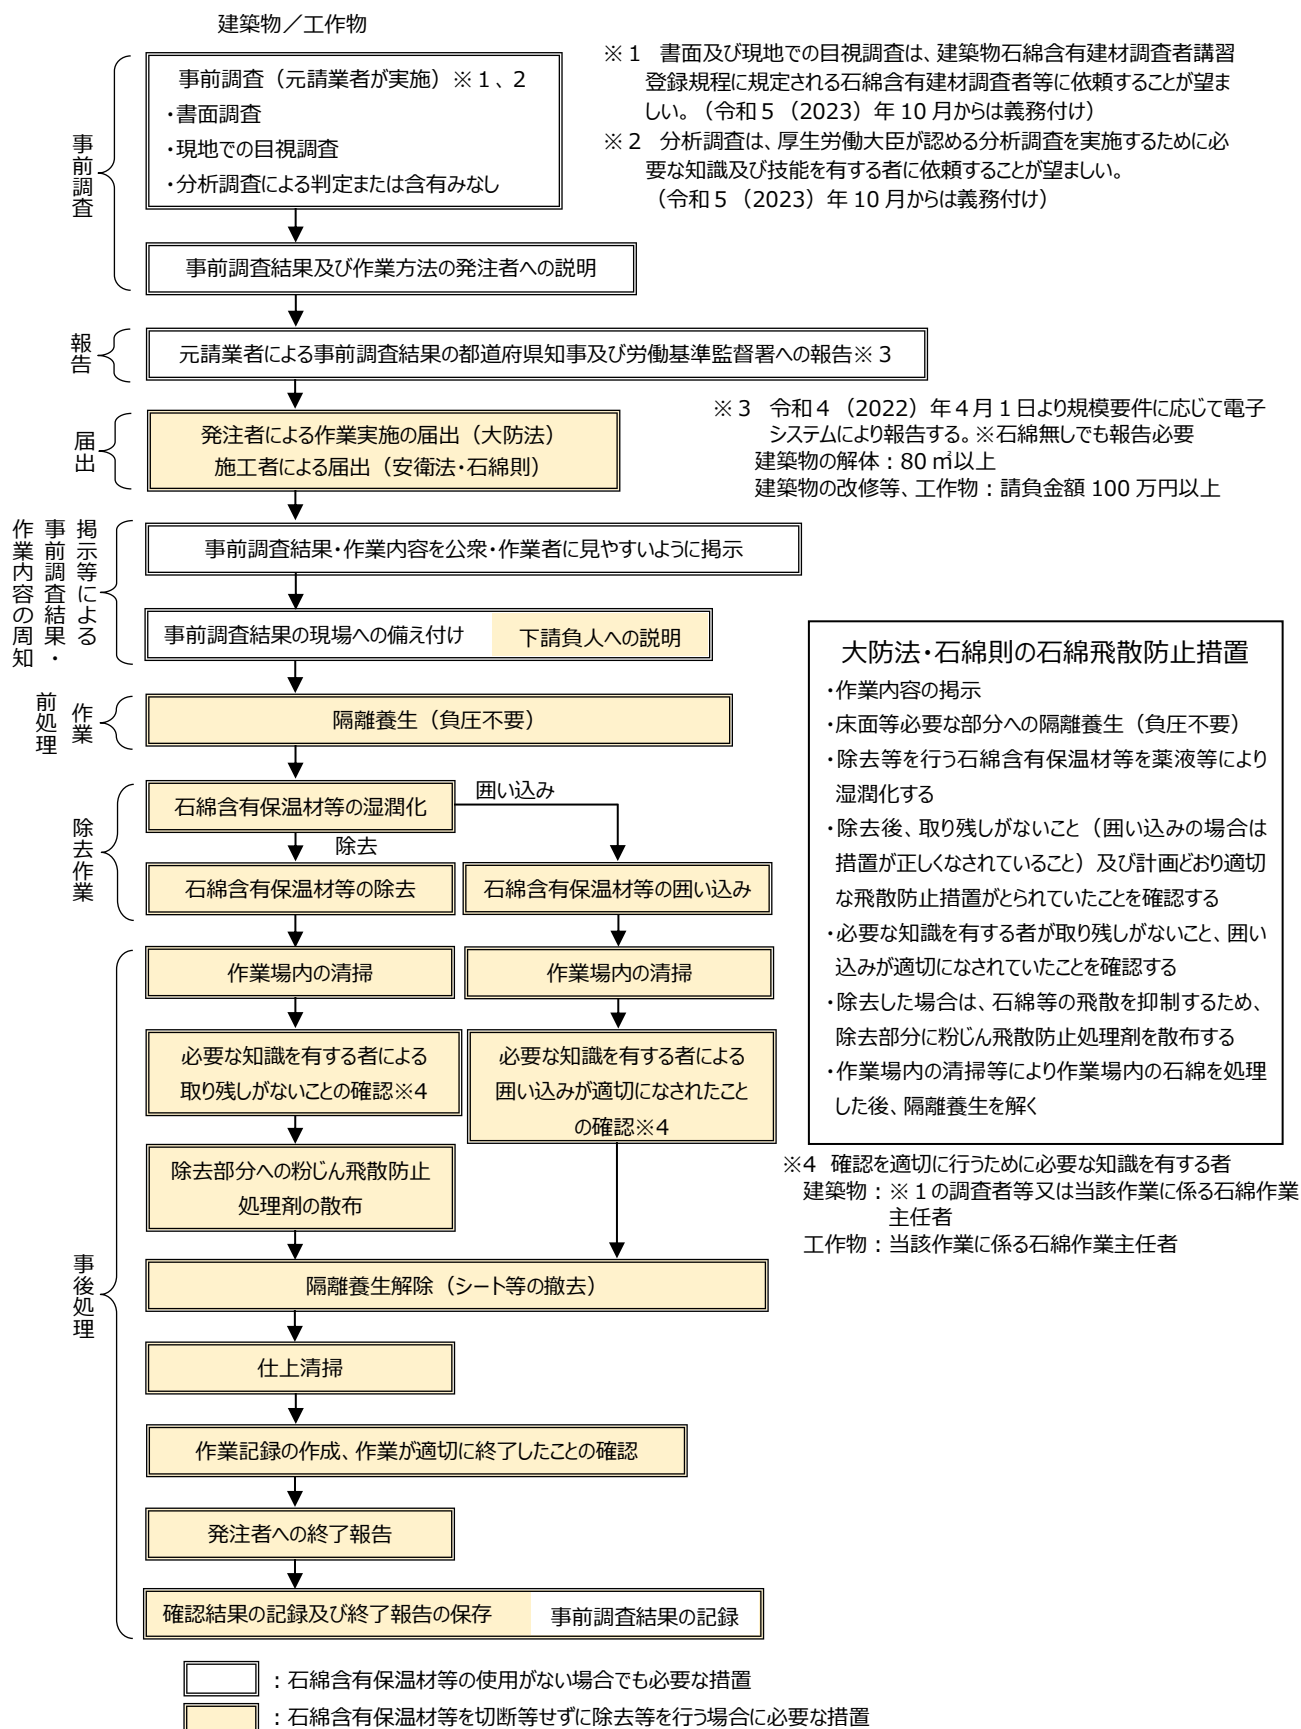 建築物／工作物
事前調査（元請業者が実施）※１、２
・書面調査
・現地での目視調査
・分析調査による判定または含有みなし
事前調査
※１　書面及び現地での目視調査は、建築物石綿含有建材調査者講習
登録規程に規定される石綿含有建材調査者等に依頼することが望ま
しい。（令和５（2023）年 10 月からは義務付け）
※２　分析調査は、厚生労働大臣が認める分析調査を実施するために必
要な知識及び技能を有する者に依頼することが望ましい。
（令和５（2023）年 10 月からは義務付け）
事前調査結果及び作業方法の発注者への説明
報告
元請業者による事前調査結果の都道府県知事及び労働基準監督署への報告※３
届出
発注者による作業実施の届出（大防法）
施工者による届出（安衛法・石綿則）
※３　令和４（2022）年４月１日より規模要件に応じて電子
システムにより報告する。※石綿無しでも報告必要
建築物の解体：80 ㎡以上
建築物の改修等、工作物：請負金額 100 万円以上
掲示等による
事前調査結果・
作業内容の周知
事前調査結果・作業内容を公衆・作業者に見やすいように掲示
事前調査結果の現場への備え付け
下請負人への説明
作業
前処理
隔離養生（負圧不要）
除去作業
石綿含有保温材等の湿潤化
囲い込み
除去
石綿含有保温材等の除去
石綿含有保温材等の囲い込み
事後処理
作業場内の清掃
作業場内の清掃
必要な知識を有する者による
取り残しがないことの確認※4
必要な知識を有する者による
囲い込みが適切になされたこと
の確認※4
除去部分への粉じん飛散防止
処理剤の散布
隔離養生解除（シート等の撤去）
仕上清掃
作業記録の作成、作業が適切に終了したことの確認
発注者への終了報告
確認結果の記録及び終了報告の保存
事前調査結果の記録
大防法・石綿則の石綿飛散防止措置
・作業内容の掲示
・床面等必要な部分への隔離養生（負圧不要）
・除去等を行う石綿含有保温材等を薬液等により
湿潤化する
・除去後、取り残しがないこと（囲い込みの場合は
措置が正しくなされていること）及び計画どおり適切
な飛散防止措置がとられていたことを確認する
・必要な知識を有する者が取り残しがないこと、囲い
込みが適切になされていたことを確認する
・除去した場合は、石綿等の飛散を抑制するため、
除去部分に粉じん飛散防止処理剤を散布する
・作業場内の清掃等により作業場内の石綿を処理
した後、隔離養生を解く
※4　確認を適切に行うために必要な知識を有する者
建築物：※１の調査者等又は当該作業に係る石綿作業
主任者
工作物：当該作業に係る石綿作業主任者
：石綿含有保温材等の使用がない場合でも必要な措置
：石綿含有保温材等を切断等せずに除去等を行う場合に必要な措置